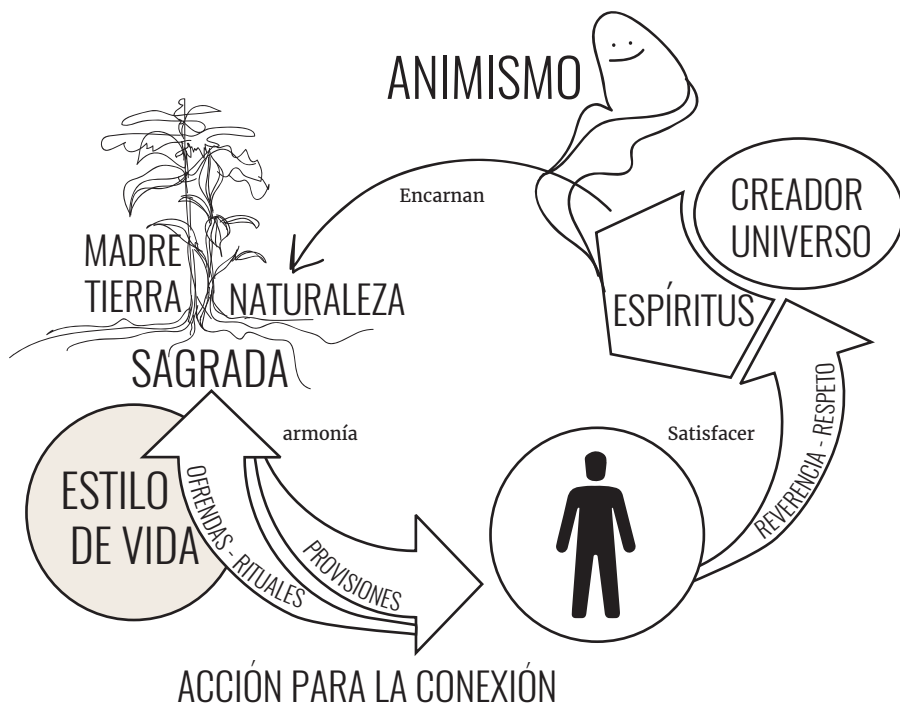 ANIMISMO
Encarnan
CREADOR
UNIVERSO
MADRE
TIERRA
NATURALEZA
ESPÍRITUS
SAGRADA
armonía
Satisfacer
REVERENCIA - RESPETO
ESTILO
DE VIDA
OFRENDAS - RITUALES
PROVISIONES
ACCIÓN PARA LA CONEXIÓN